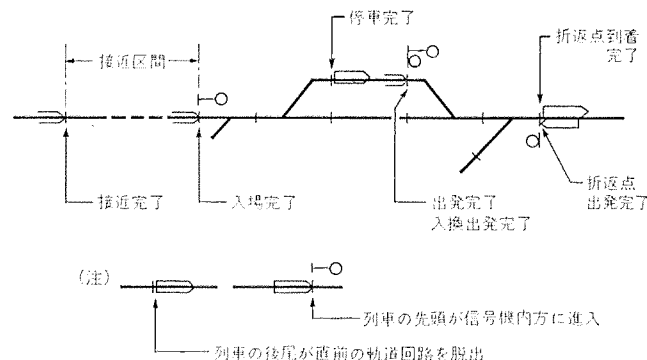 停車完了
折返点到着
完了
接近区間
接近完了
入場完了
出発完了
入換出発完了
折返点
出発完了
(注)
列車の先頭が信号機内方に進入
列車の後尾が直前の軌道回路を脱出